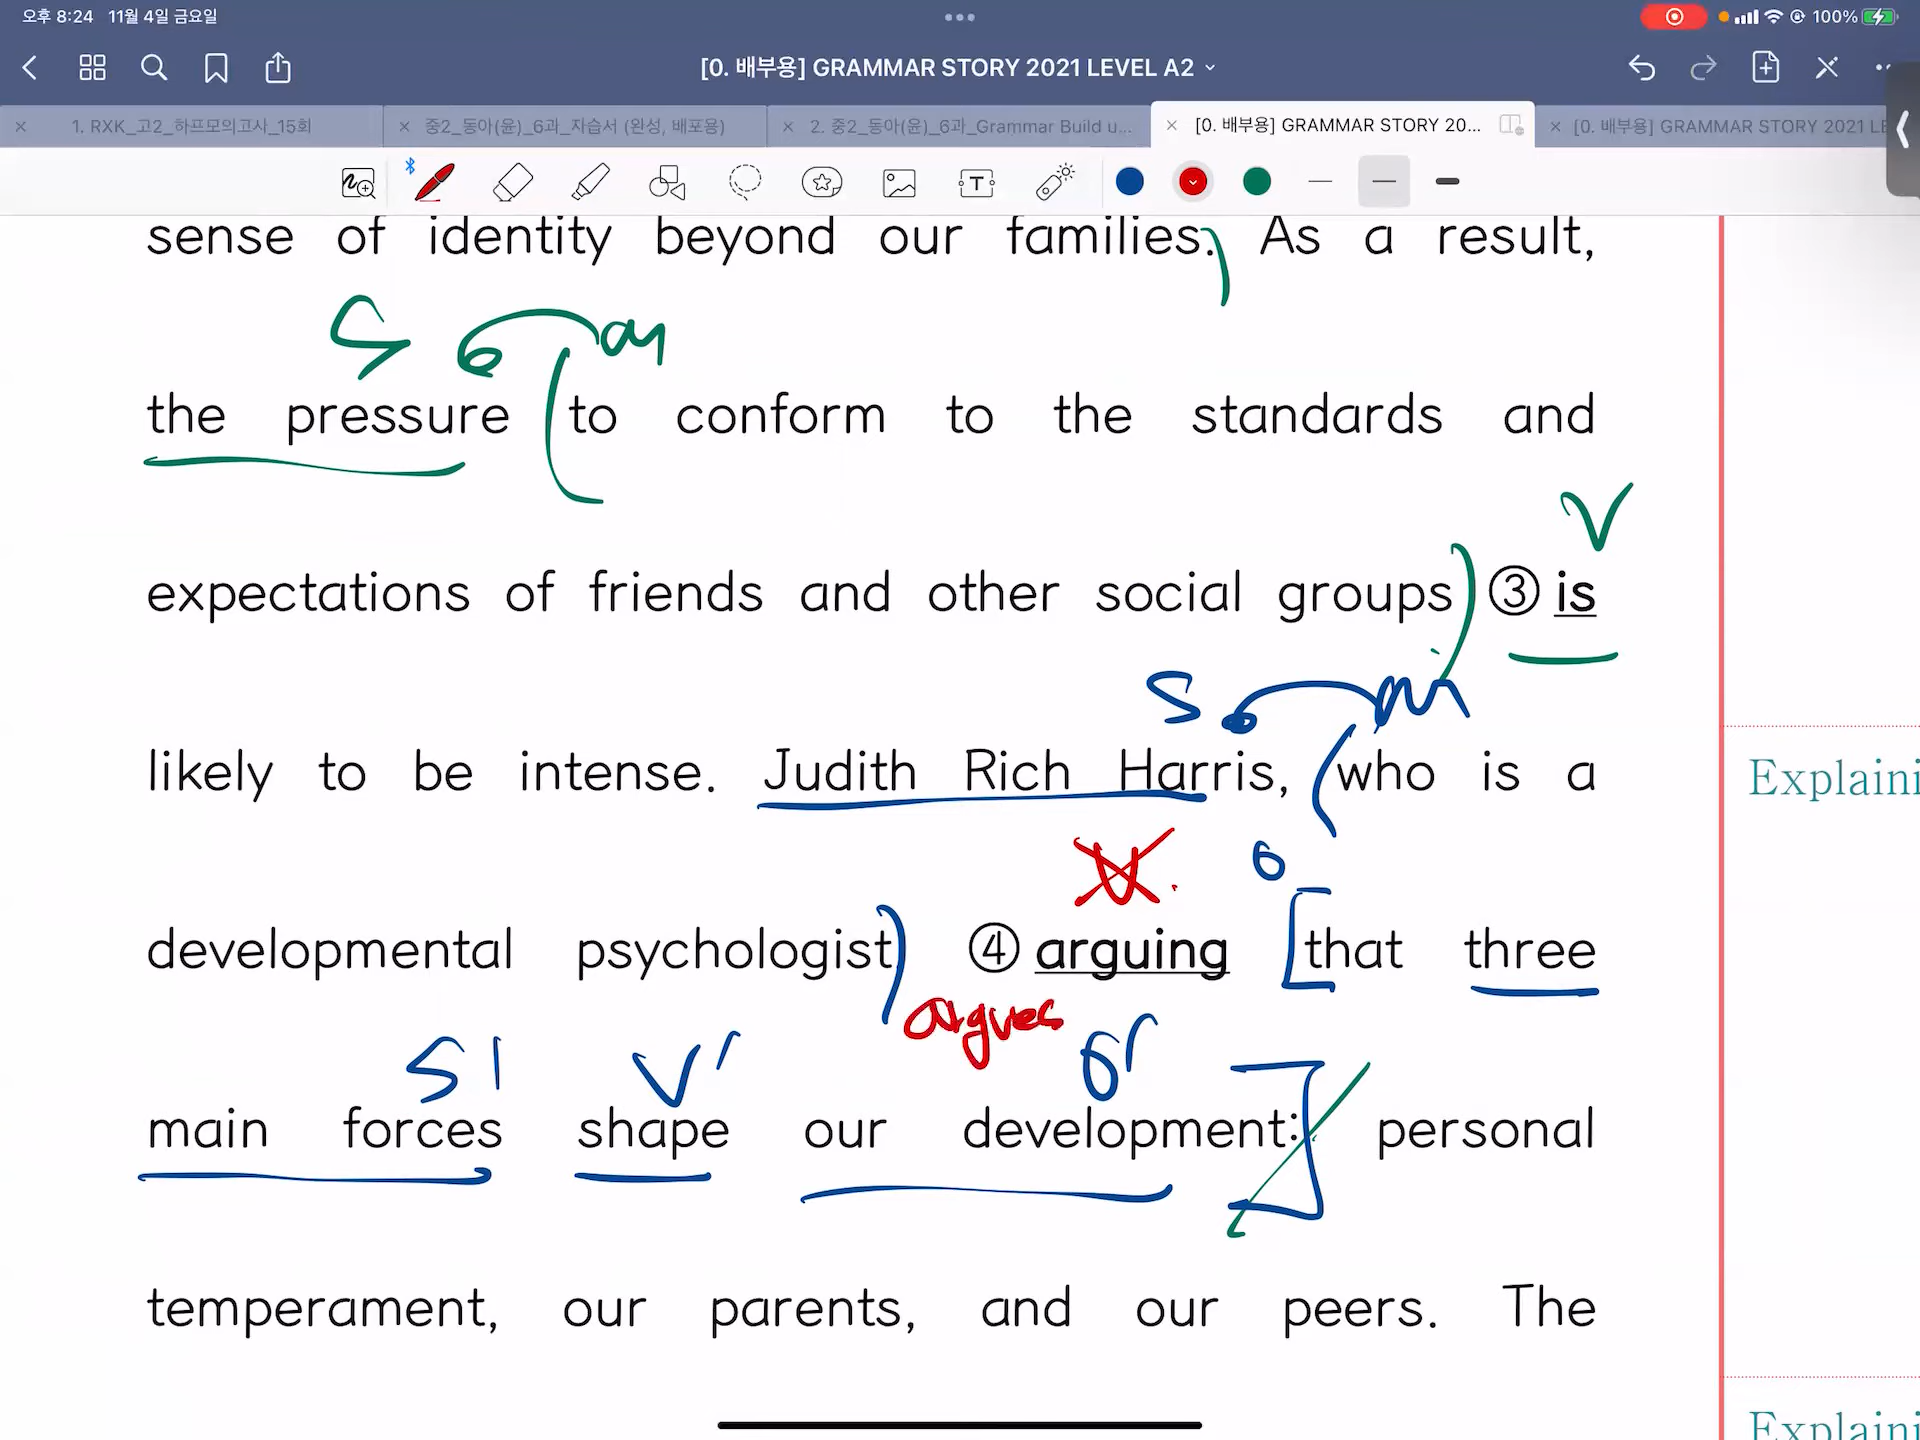 오후 8:24 11월 4일 금요일
100%
[0. 배부용] GRAMMAR STORY 2021 LEVEL A2
1. RXK_고2_하프모의고사_15회
중2_동아(윤)_6과_자습서 (완성, 배포용)
2. 중2_동아(윤)_6과_Grammar Build u...
[0. 배부용] GRAMMAR STORY 20...
[0. 배부용] GRAMMAR STORY 2021 LE
sense of identity beyond our families. As a result,
S m
the pressure to conform to the standards and
V
expectations of friends and other social groups ③ is
S m
likely to be intense. Judith Rich Harris, who is a
V o
developmental psychologist ④ arguing [that three
argues
S' V' o'
main forces shape our development:] personal
temperament, our parents, and our peers. The
Explaini
Explaini